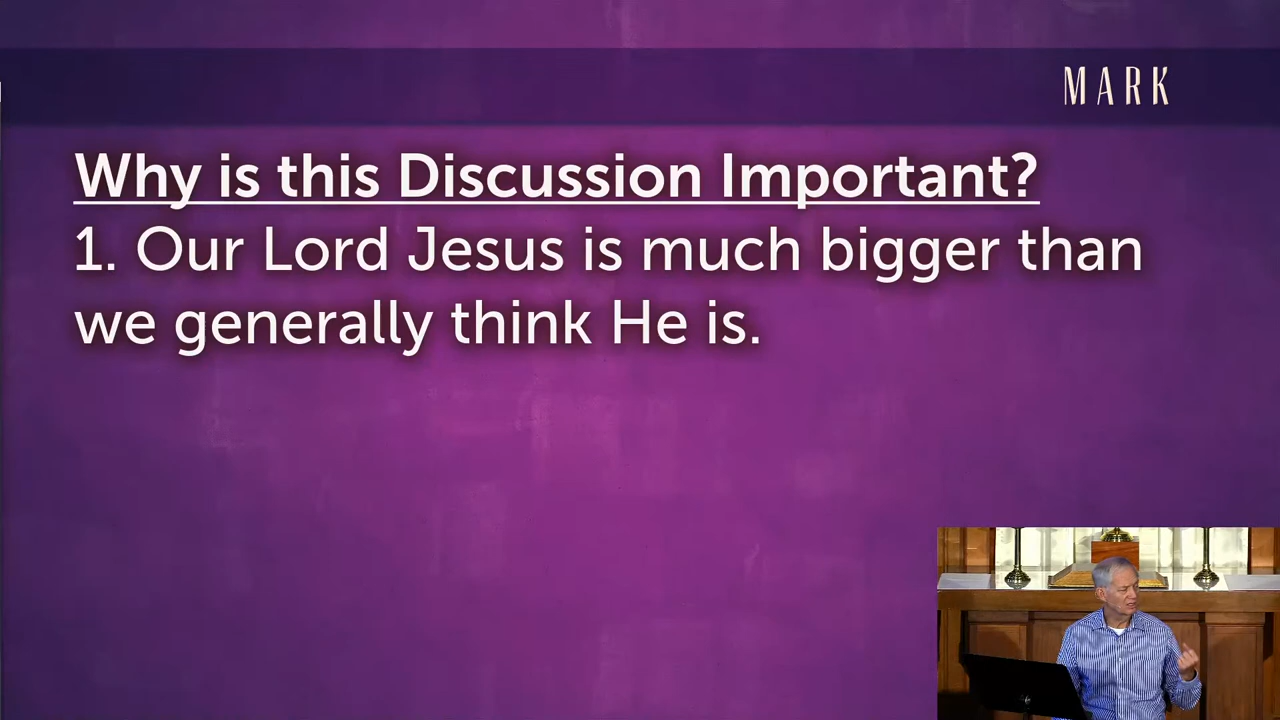 MARK
Why is this Discussion Important?
1. Our Lord Jesus is much bigger than
we generally think He is.